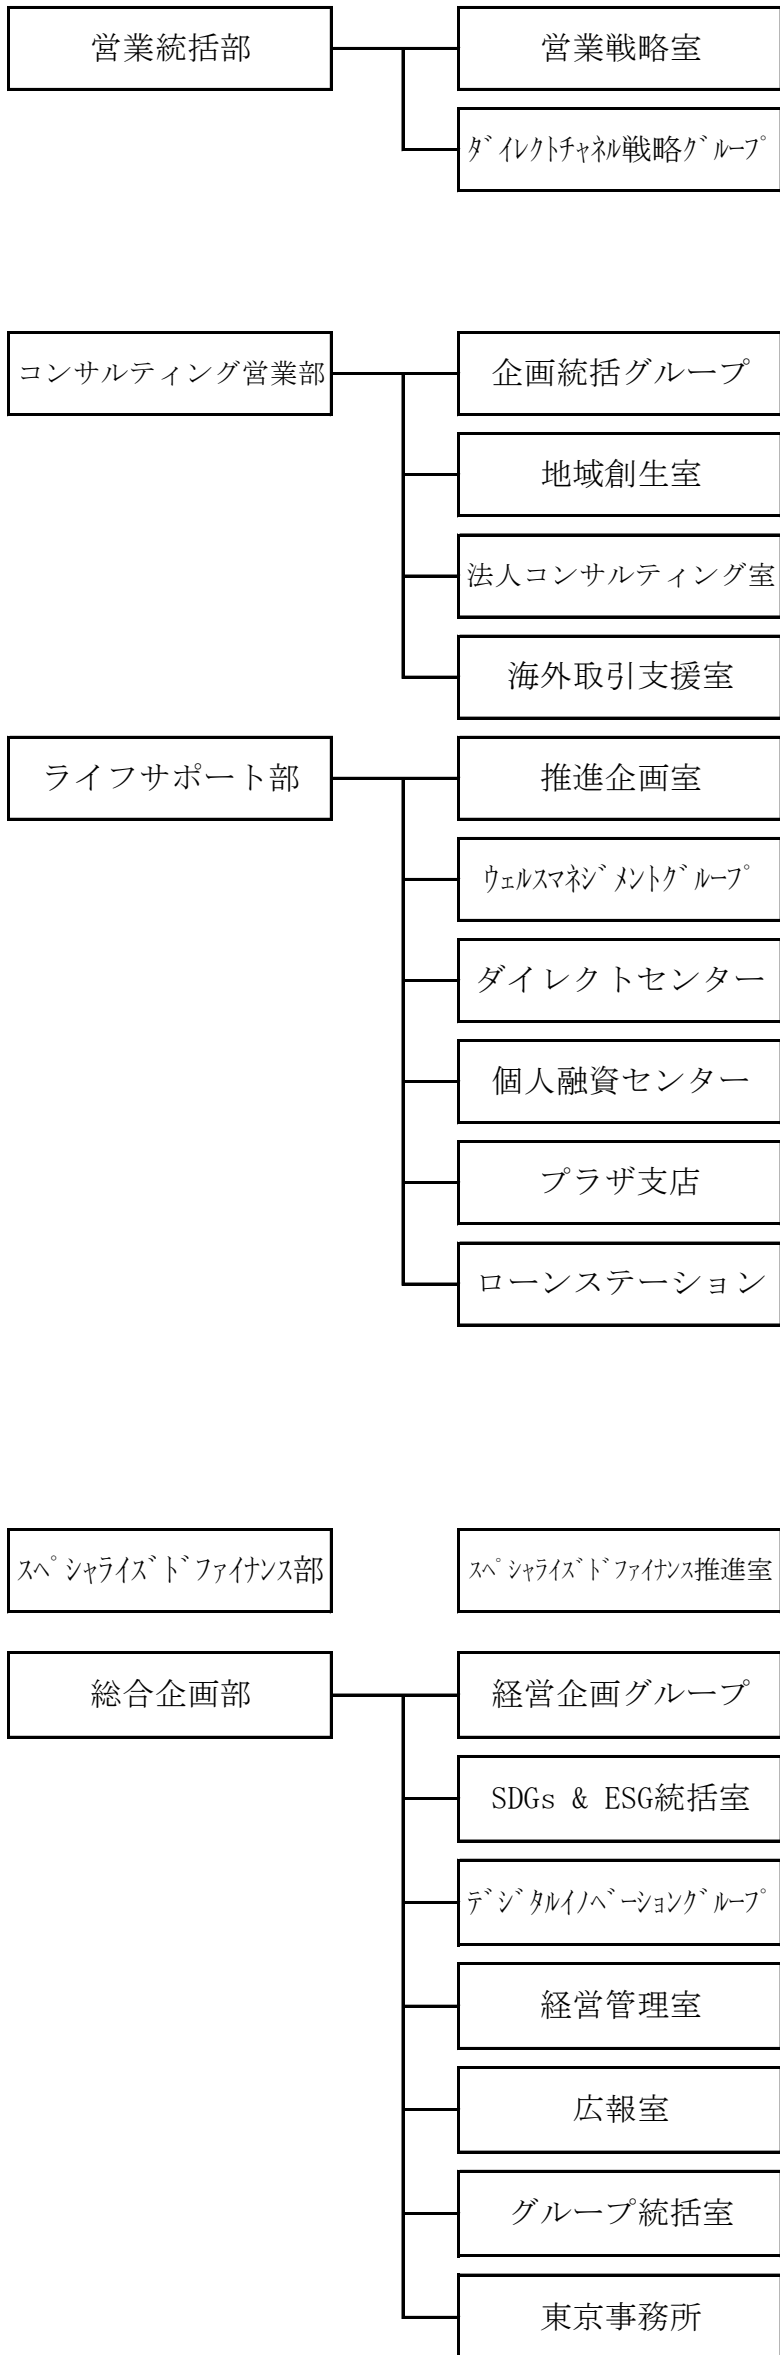 営業統括部
営業戦略室
ﾀﾞｲﾚｸﾄﾁｬﾈﾙ戦略ｸﾞﾙｰﾌﾟ
コンサルティング営業部
企画統括グループ
地域創生室
法人コンサルティング室
海外取引支援室
ライフサポート部
推進企画室
ｳｪﾙｽﾏﾈｼﾞﾒﾝﾄｸﾞﾙｰﾌﾟ
ダイレクトセンター
個人融資センター
プラザ支店
ローンステーション
ｽﾍﾟｼｬﾗｲｽﾞﾄﾞﾌｧｲﾅﾝｽ部
ｽﾍﾟｼｬﾗｲｽﾞﾄﾞﾌｧｲﾅﾝｽ推進室
総合企画部
経営企画グループ
SDGs & ESG統括室
ﾃﾞｼﾞﾀﾙｲﾉﾍﾞｰｼｮﾝｸﾞﾙｰﾌﾟ
経営管理室
広報室
グループ統括室
東京事務所